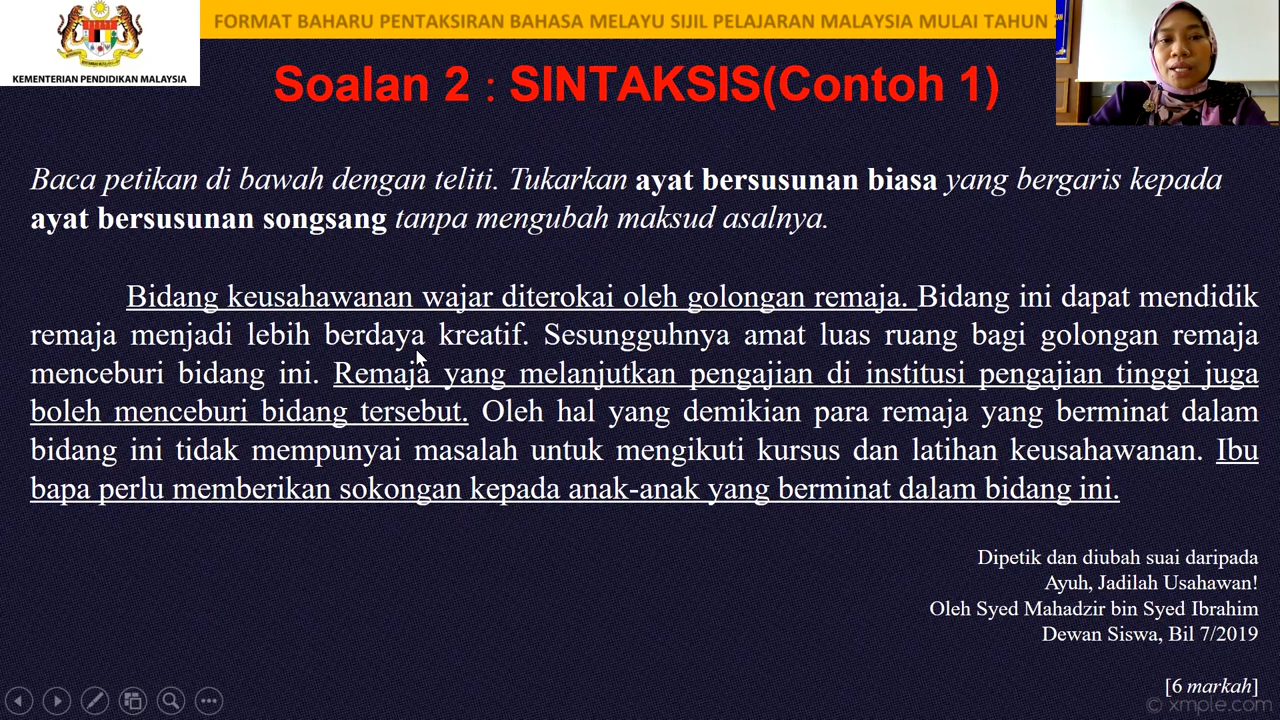 FORMAT BAHARU PENTAKSIRAN BAHASA MELAYU SIJIL PELAJARAN MALAYSIA MULAI TAHUN
KEMENTERIAN PENDIDIKAN MALAYSIA
Soalan 2 : SINTAKSIS(Contoh 1)
Baca petikan di bawah dengan teliti. Tukarkan ayat bersusunan biasa yang bergaris kepada
ayat bersusunan songsang tanpa mengubah maksud asalnya.
Bidang keusahawanan wajar diterokai oleh golongan remaja. Bidang ini dapat mendidik
remaja menjadi lebih berdaya kreatif. Sesungguhnya amat luas ruang bagi golongan remaja
menceburi bidang ini. Remaja yang melanjutkan pengajian di institusi pengajian tinggi juga
boleh menceburi bidang tersebut. Oleh hal yang demikian para remaja yang berminat dalam
bidang ini tidak mempunyai masalah untuk mengikuti kursus dan latihan keusahawanan. Ibu
bapa perlu memberikan sokongan kepada anak-anak yang berminat dalam bidang ini.
Dipetik dan diubah suai daripada
Ayuh, Jadilah Usahawan!
Oleh Syed Mahadzir bin Syed Ibrahim
Dewan Siswa, Bil 7/2019
[6 markah]
© xmple.com